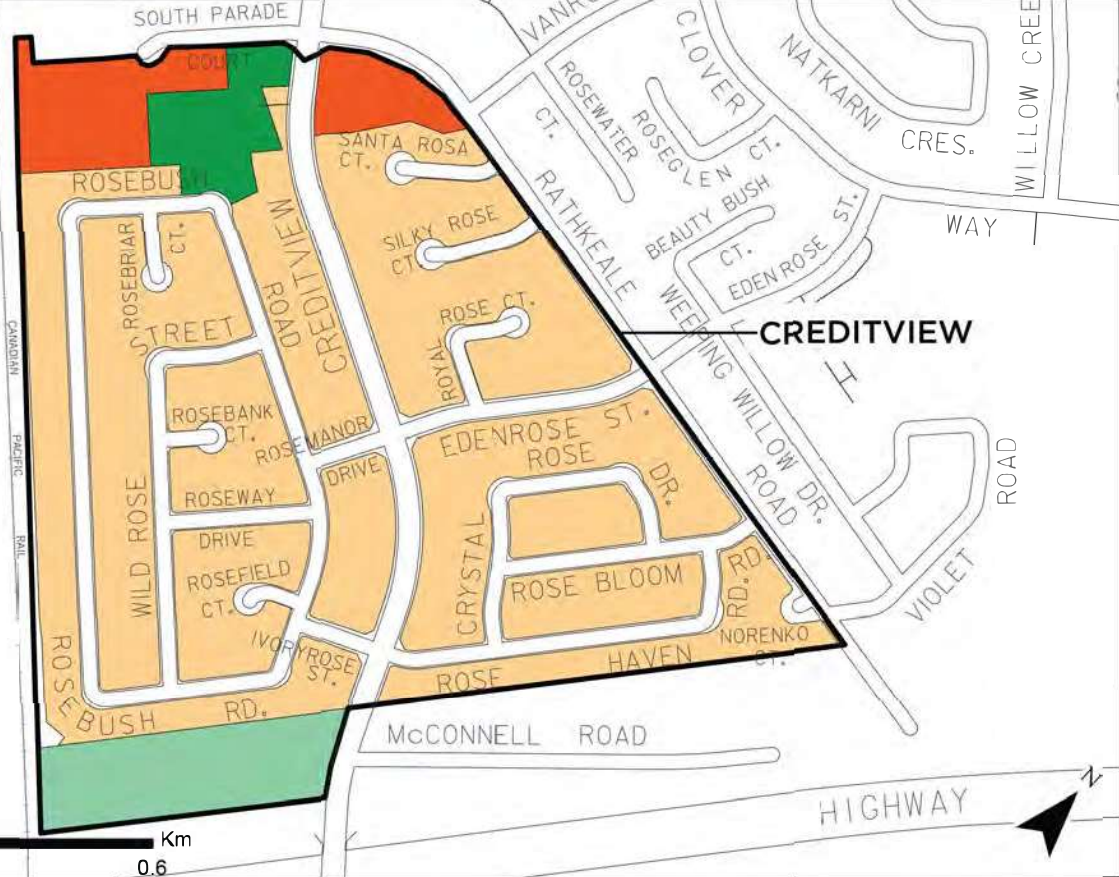 SOUTH PARADE
COURT
VANRO
CLOVER
CT.
NATKARNI
CRES.
WILLOW CREE
WAY
ROSEWATER
CT.
ROSEGLEN
CT.
BEAUTY BUSH
CT.
EDENROSE
ST.
RATHKEALE
ROAD
WEEPING WILLOW DR.
CREDITVIEW
SANTA ROSA
CT.
SILKY ROSE
CT.
ROYAL ROSE CT.
ROSEBUSH
STREET
ROSEBRIAR
CT.
CREDITVIEW
ROAD
ROSEBANK
CT.
ROSEMANOR
DRIVE
EDENROSE ST.
CRYSTAL
ROSE
DR.
ROSEWAY
DRIVE
WILD ROSE
ROSEFIELD
CT.
ROSE BLOOM
RD.
RD.
IVORYROSE
ST.
NORENKO
CT.
ROSE HAVEN
ROSEBUSH RD.
VIOLET
ROAD
CANADIAN
PACIFIC
RAIL
McCONNELL ROAD
HIGHWAY
N
Km
0.6